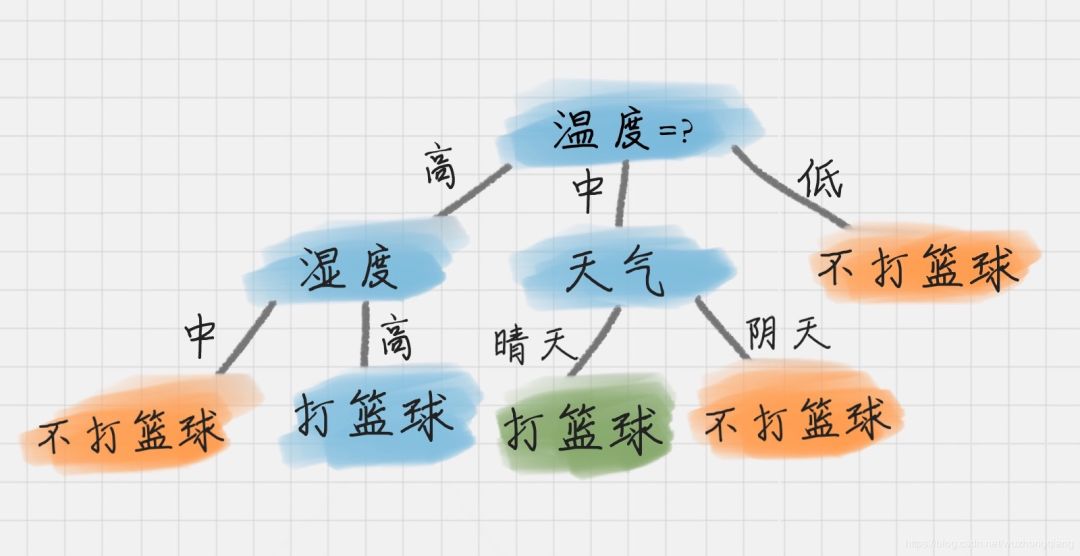 温度=?
高
中
低
湿度
天气
不打篮球
中
高
晴天
阴天
不打篮球
打篮球
打篮球
不打篮球
https://blog.csdn.net/wuzhongqiang